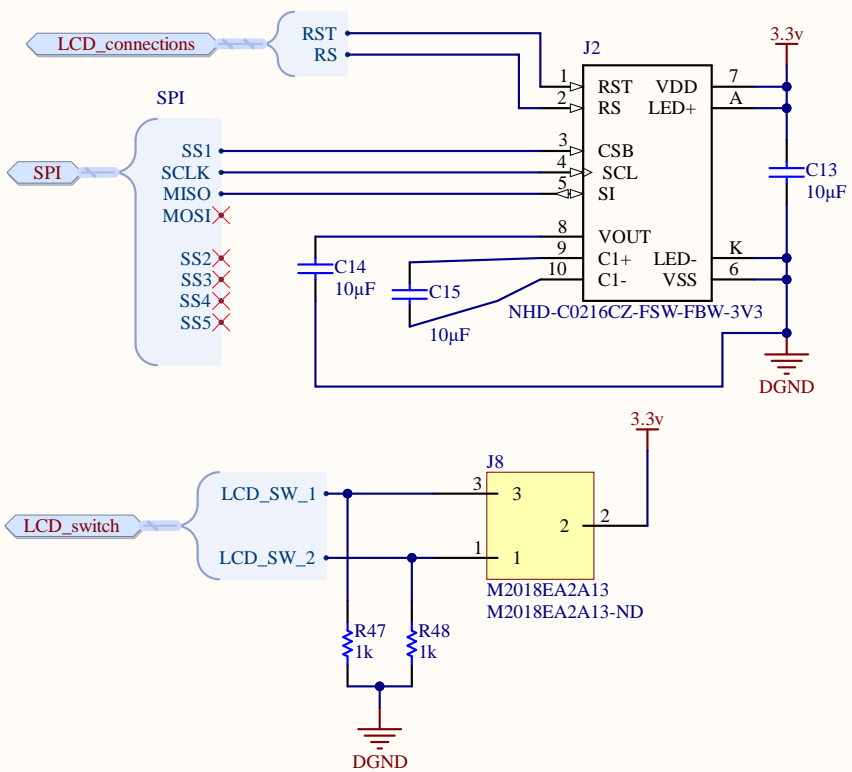 LCD_connections
RST
RS
J2
3.3v
1
RST
VDD
7
2
RS
LED+
A
SPI
SPI
SS1
3
CSB
SCLK
4
SCL
MISO
5
SI
MOSI
C13
10µF
SS2
SS3
SS4
SS5
8
VOUT
9
C1+
LED-
K
10
C1-
VSS
6
C14
10µF
C15
10µF
NHD-C0216CZ-FSW-FBW-3V3
DGND
3.3v
J8
LCD_switch
LCD_SW_1
3
3
2
2
LCD_SW_2
1
1
M2018EA2A13
M2018EA2A13-ND
R47
1k
R48
1k
DGND